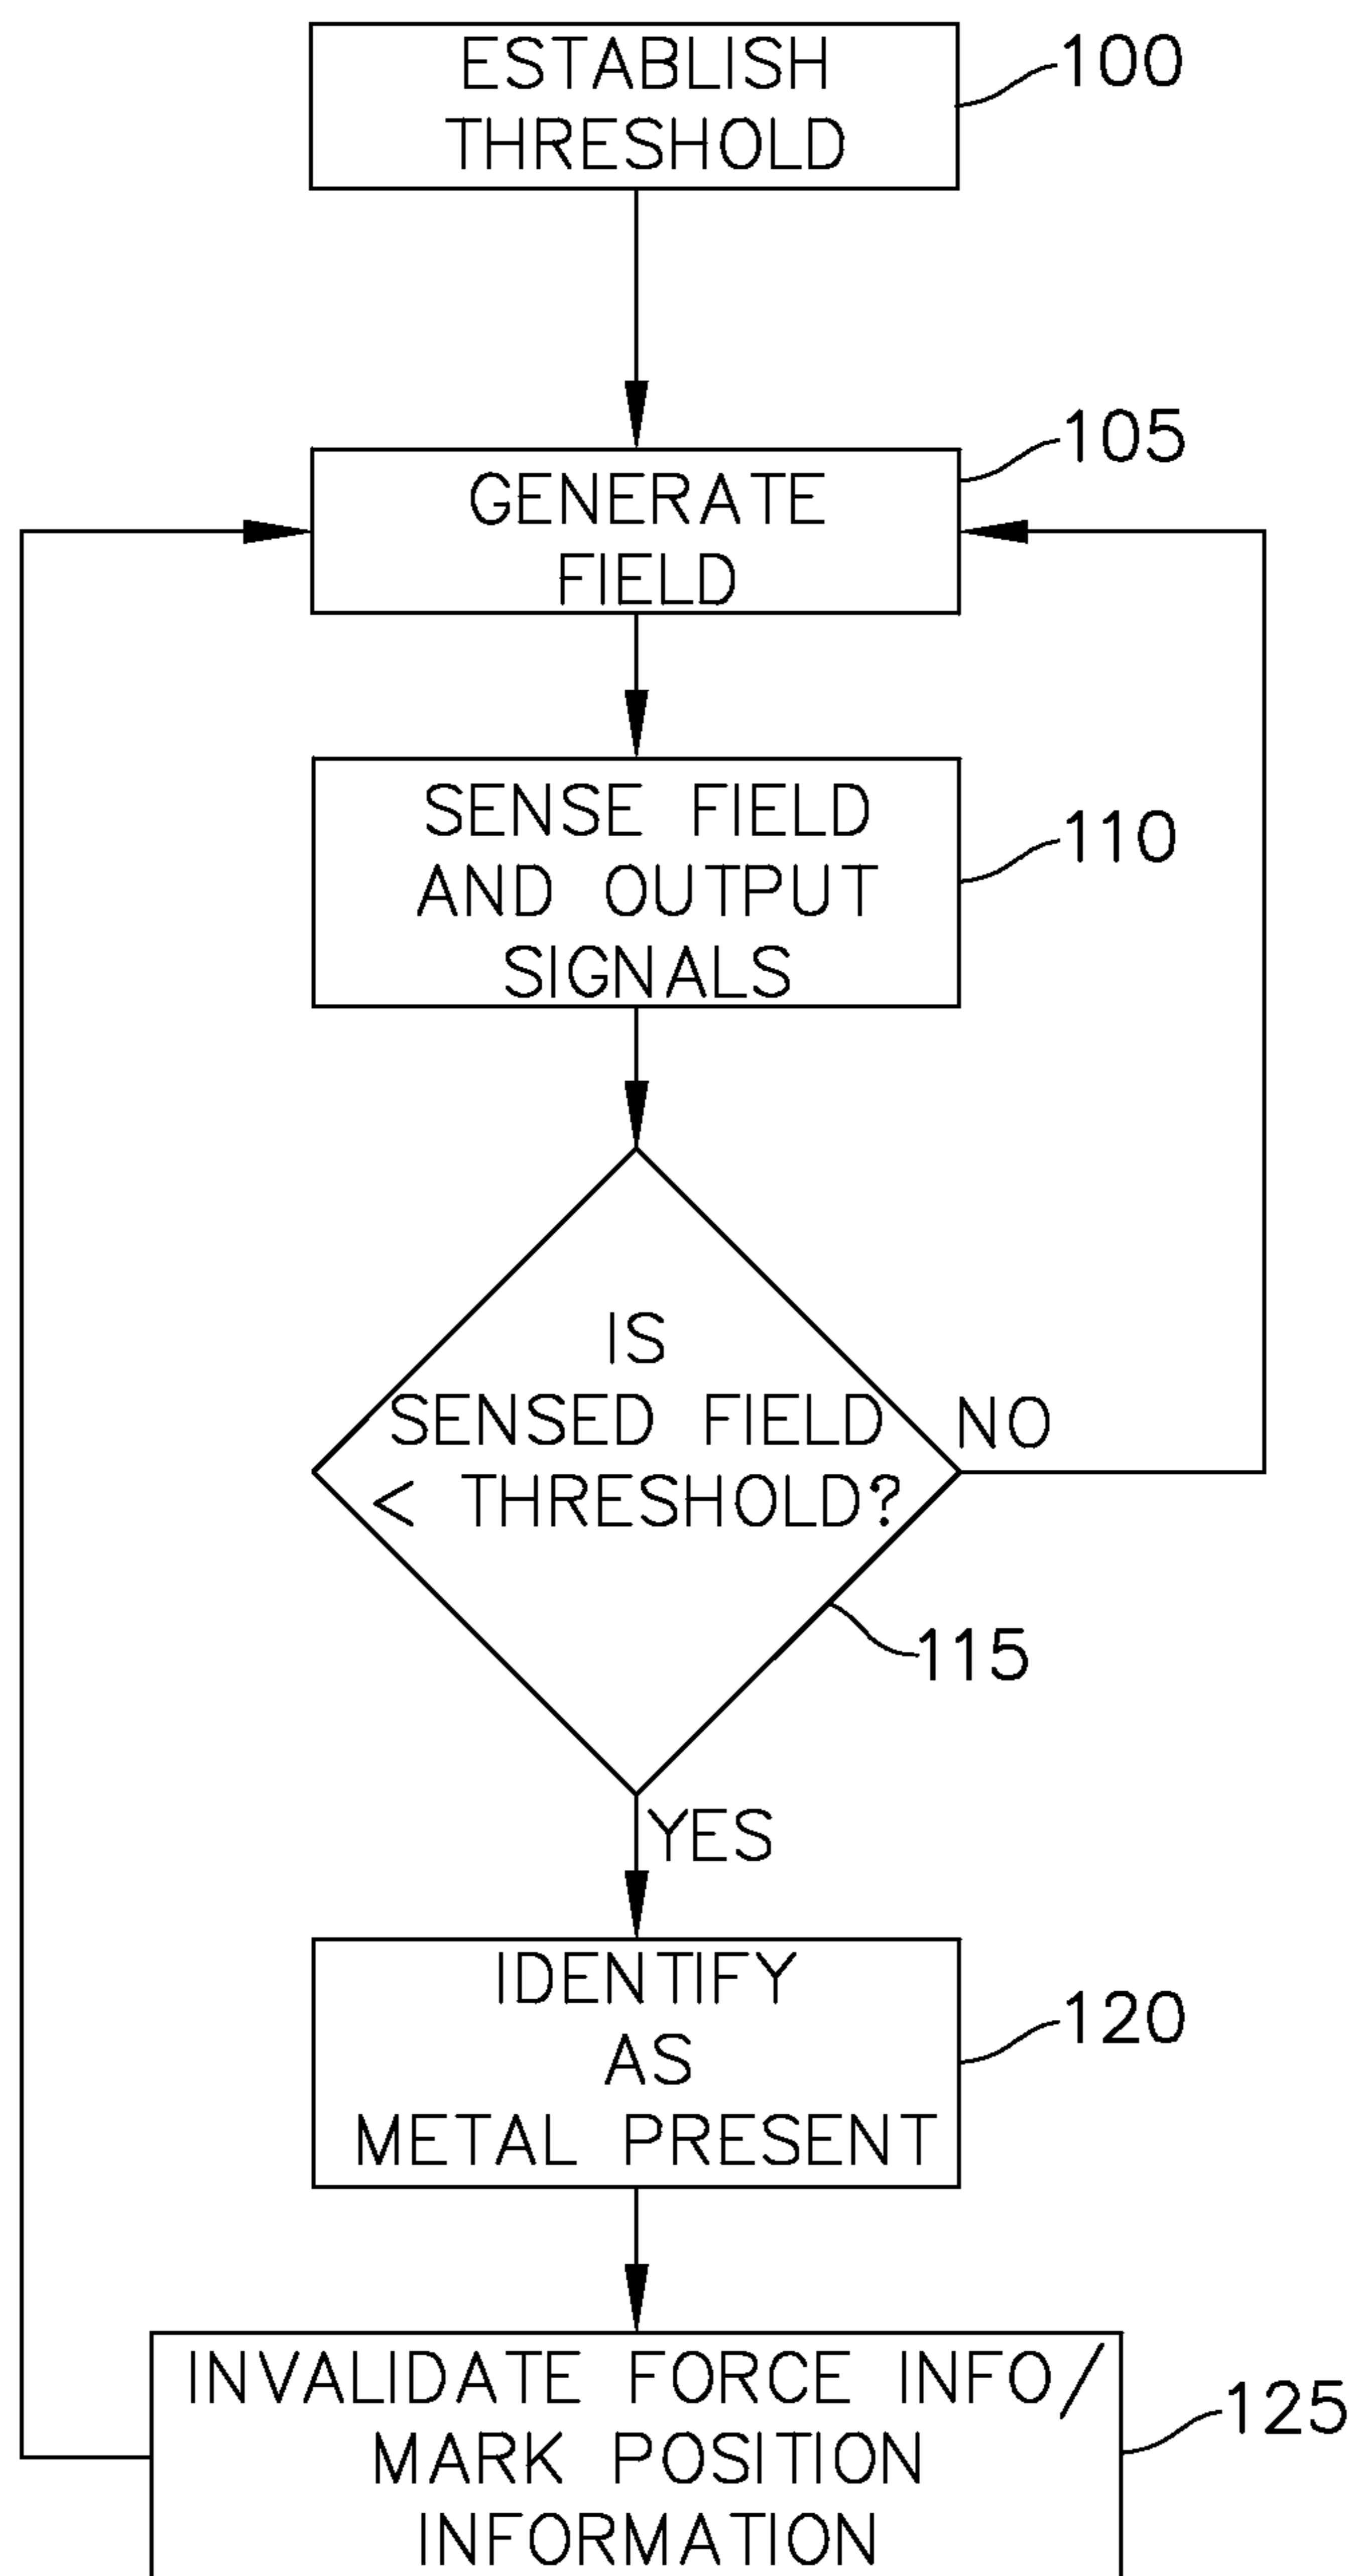 ESTABLISH
THRESHOLD
100
GENERATE
FIELD
105
SENSE FIELD
AND OUTPUT
SIGNALS
110
IS
SENSED FIELD
< THRESHOLD?
NO
115
YES
IDENTIFY
AS
METAL PRESENT
120
INVALIDATE FORCE INFO/
MARK POSITION
INFORMATION
125